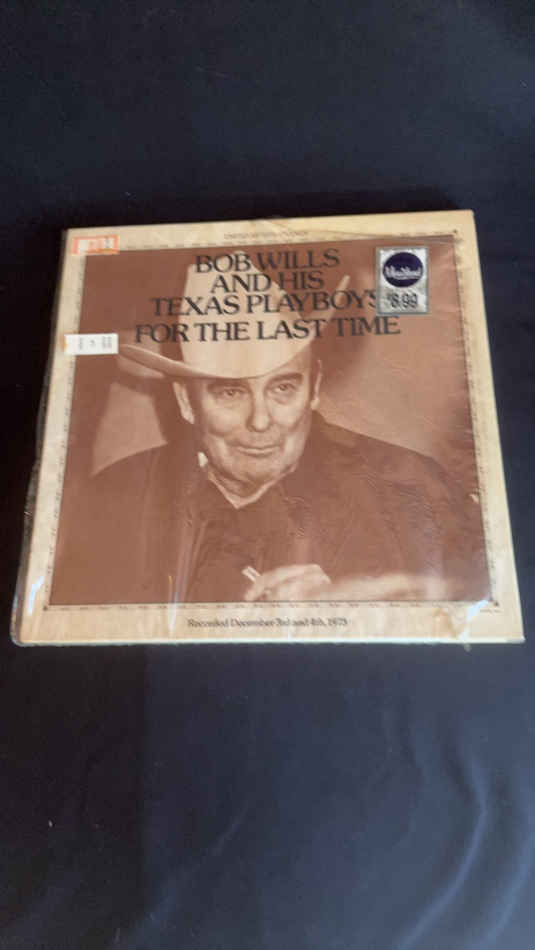 BOB WILLS
AND HIS
TEXAS PLAYBOYS
FOR THE LAST TIME
$6.99
Recorded December 3rd and 4th, 1973